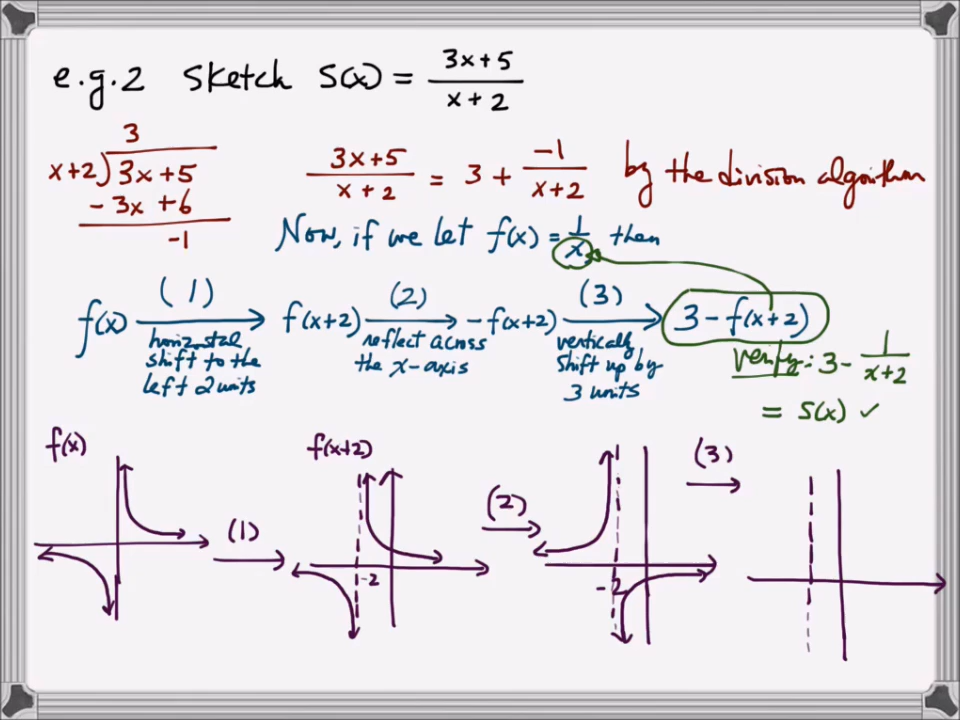 e.g.2 Sketch S(x) = (3x+5)/(x+2)
3
x+2)3x+5
-3x+6
-1
(3x+5)/(x+2) = 3 + (-1)/(x+2) by the division algorithm
Now, if we let f(x) = 1/x then
f(x) (1) f(x+2) (2) -f(x+2) (3) 3-f(x+2)
horizontal shift to the left 2 units
reflect across the x-axis
vertically shift up by 3 units
verify: 3 - 1/(x+2)
= S(x) ✓
f(x)
(1)
f(x+2)
-2
(2)
-2
(3)